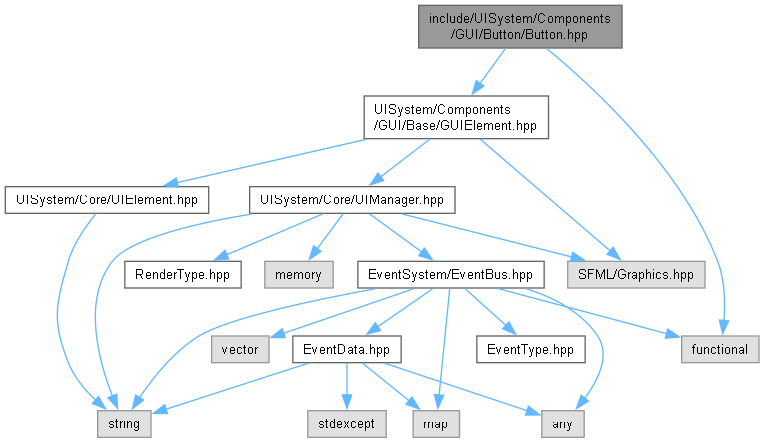 include/UISystem/Components
/GUI/Button/Button.hpp
UISystem/Components
/GUI/Base/GUIElement.hpp
UISystem/Core/UIElement.hpp
UISystem/Core/UIManager.hpp
RenderType.hpp
memory
EventSystem/EventBus.hpp
SFML/Graphics.hpp
vector
EventData.hpp
EventType.hpp
functional
string
stdexcept
map
any